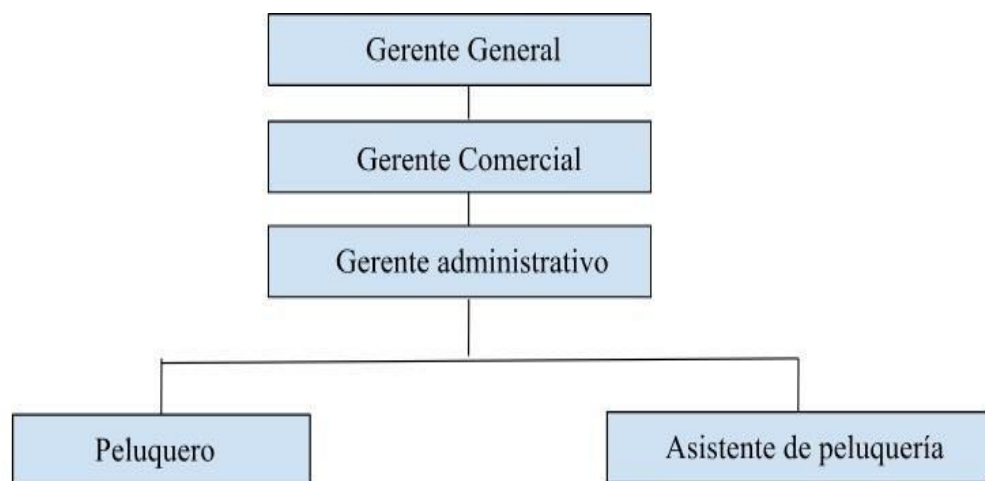 Gerente General
Gerente Comercial
Gerente administrativo
Peluquero
Asistente de peluquería